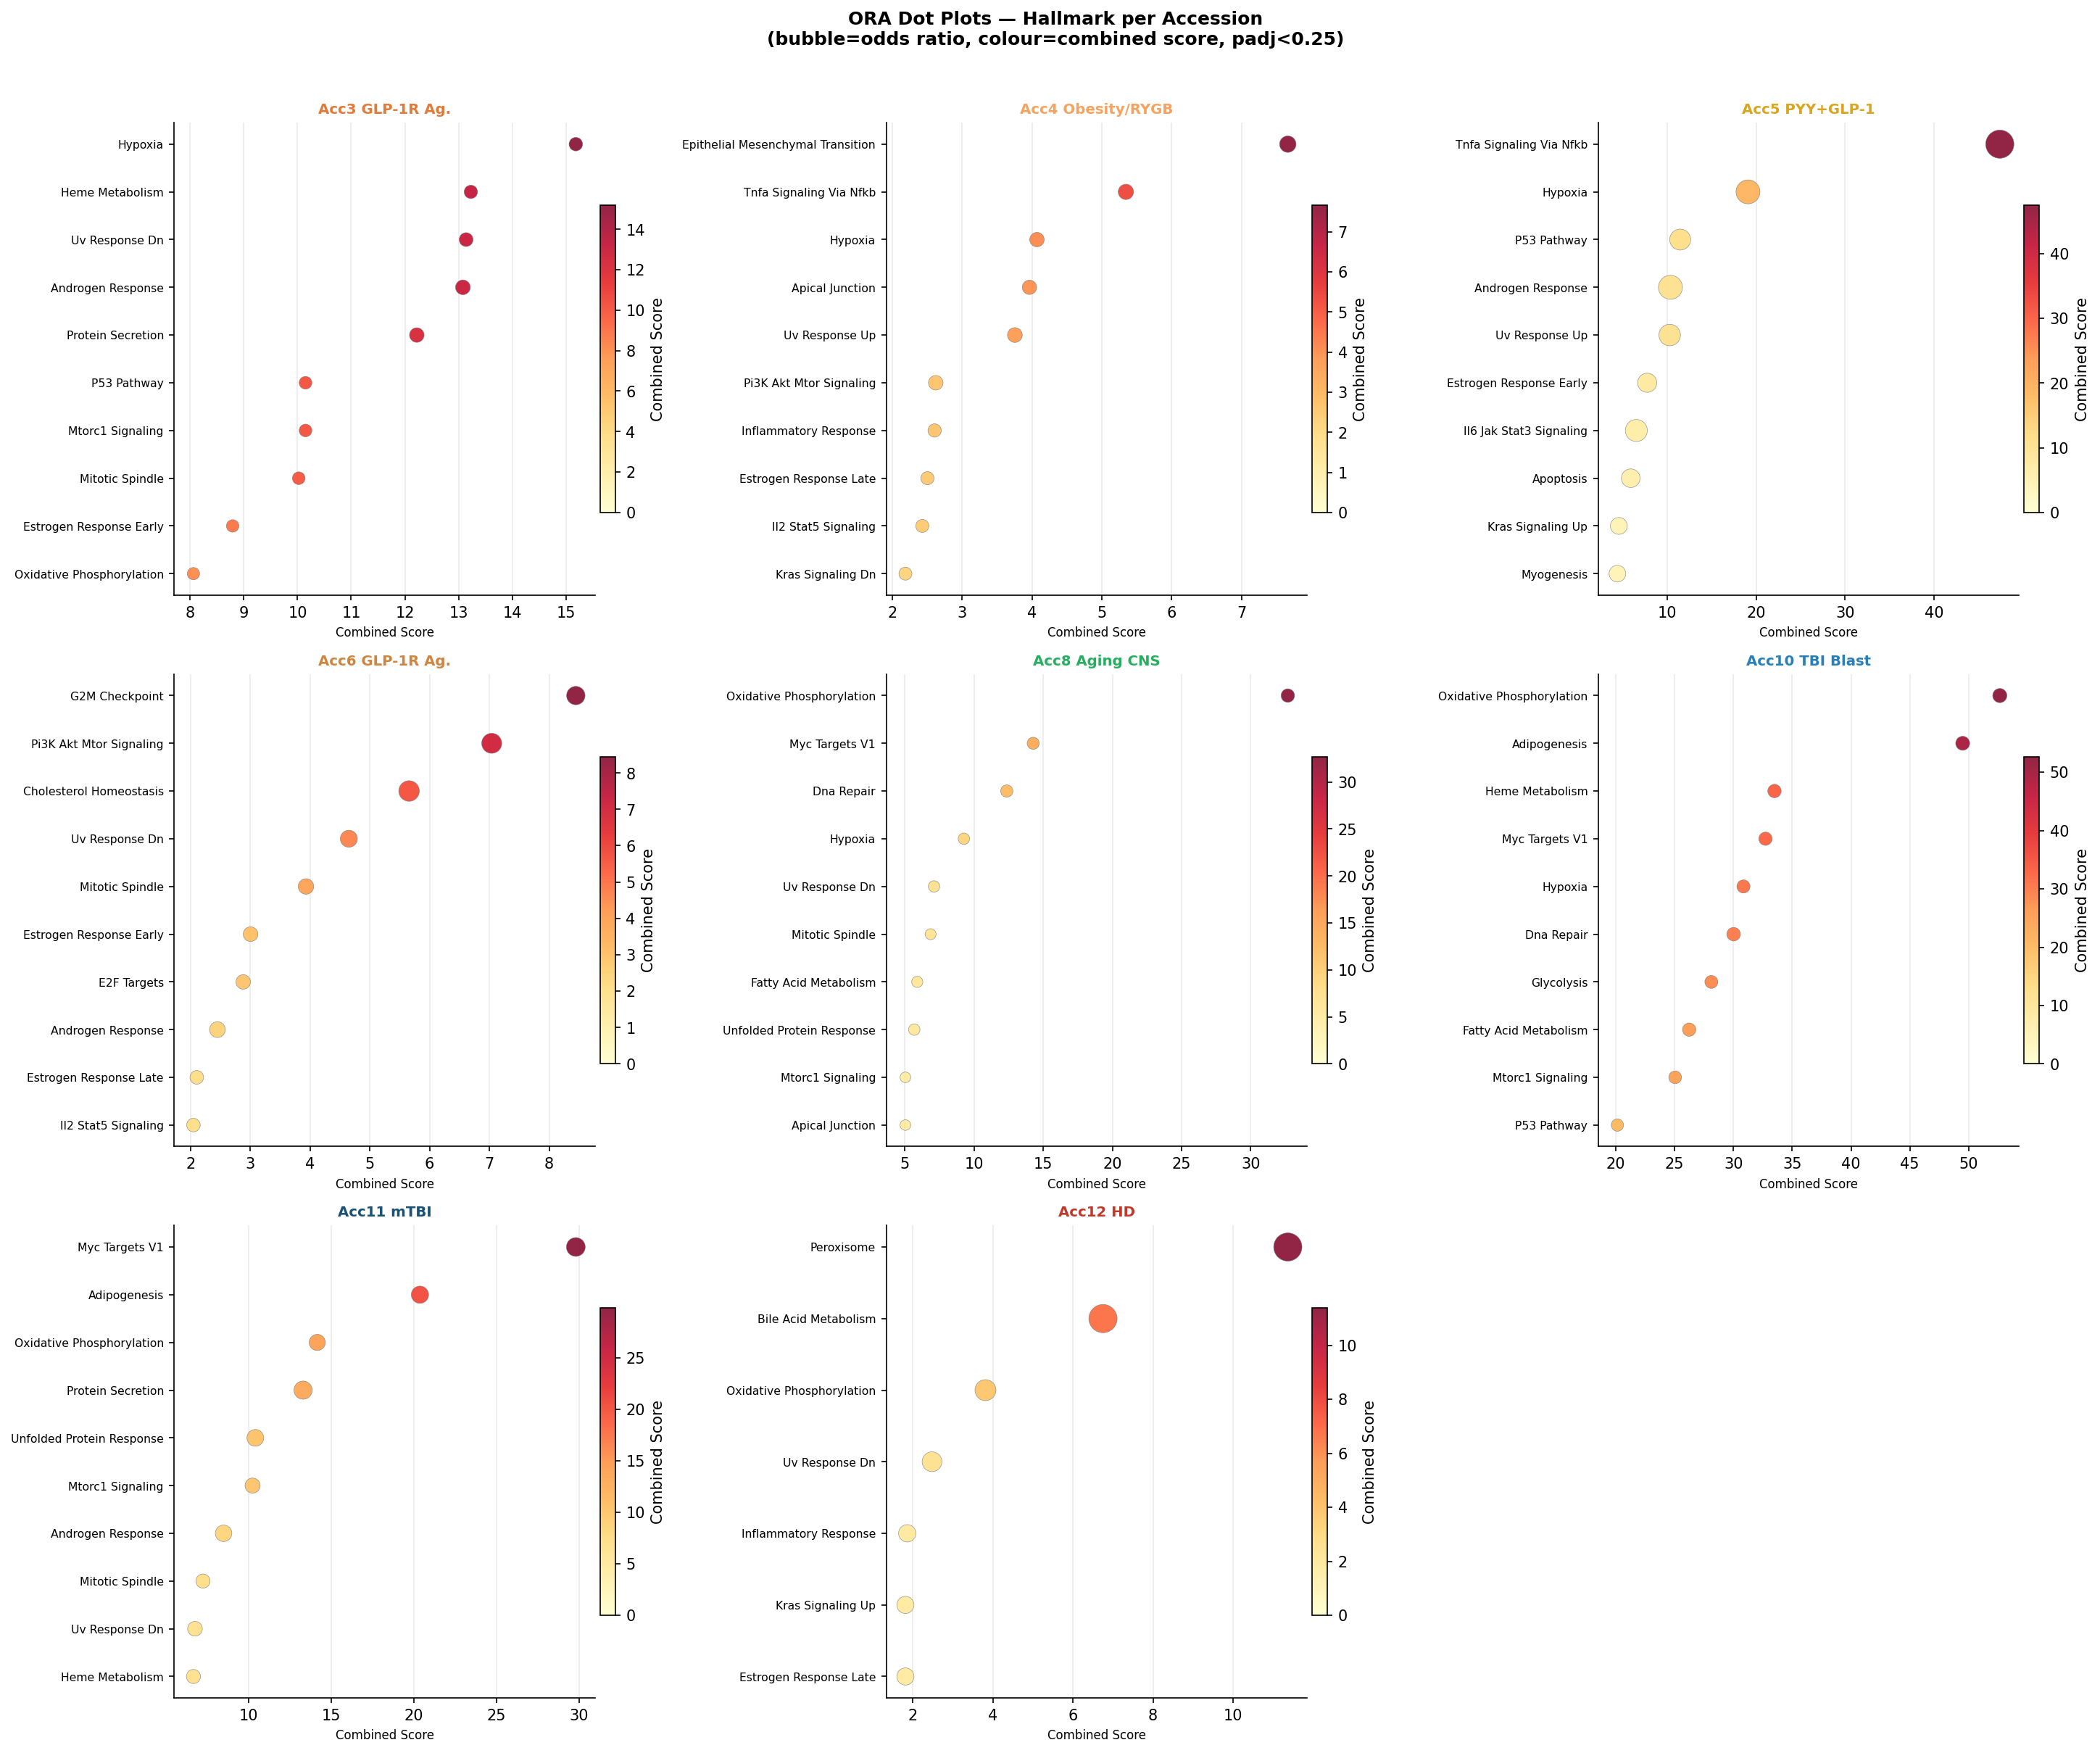 ORA Dot Plots — Hallmark per Accession
(bubble=odds ratio, colour=combined score, padj<0.25)
Acc3 GLP-1R Ag.
Hypoxia
Heme Metabolism
Uv Response Dn
Androgen Response
Protein Secretion
P53 Pathway
Mtorc1 Signaling
Mitotic Spindle
Estrogen Response Early
Oxidative Phosphorylation
8 9 10 11 12 13 14 15
Combined Score
14
12
10
8
6
4
2
0
Combined Score
Acc4 Obesity/RYGB
Epithelial Mesenchymal Transition
Tnfa Signaling Via Nfkb
Hypoxia
Apical Junction
Uv Response Up
Pi3K Akt Mtor Signaling
Inflammatory Response
Estrogen Response Late
Il2 Stat5 Signaling
Kras Signaling Dn
2 3 4 5 6 7
Combined Score
7
6
5
4
3
2
1
0
Combined Score
Acc5 PYY+GLP-1
Tnfa Signaling Via Nfkb
Hypoxia
P53 Pathway
Androgen Response
Uv Response Up
Estrogen Response Early
Il6 Jak Stat3 Signaling
Apoptosis
Kras Signaling Up
Myogenesis
10 20 30 40
Combined Score
40
30
20
10
0
Combined Score
Acc6 GLP-1R Ag.
G2M Checkpoint
Pi3K Akt Mtor Signaling
Cholesterol Homeostasis
Uv Response Dn
Mitotic Spindle
Estrogen Response Early
E2F Targets
Androgen Response
Estrogen Response Late
Il2 Stat5 Signaling
2 3 4 5 6 7 8
Combined Score
8
7
6
5
4
3
2
1
0
Combined Score
Acc8 Aging CNS
Oxidative Phosphorylation
Myc Targets V1
Dna Repair
Hypoxia
Uv Response Dn
Mitotic Spindle
Fatty Acid Metabolism
Unfolded Protein Response
Mtorc1 Signaling
Apical Junction
5 10 15 20 25 30
Combined Score
30
25
20
15
10
5
0
Combined Score
Acc10 TBI Blast
Oxidative Phosphorylation
Adipogenesis
Heme Metabolism
Myc Targets V1
Hypoxia
Dna Repair
Glycolysis
Fatty Acid Metabolism
Mtorc1 Signaling
P53 Pathway
20 25 30 35 40 45 50
Combined Score
50
40
30
20
10
0
Combined Score
Acc11 mTBI
Myc Targets V1
Adipogenesis
Oxidative Phosphorylation
Protein Secretion
Unfolded Protein Response
Mtorc1 Signaling
Androgen Response
Mitotic Spindle
Uv Response Dn
Heme Metabolism
10 15 20 25 30
Combined Score
25
20
15
10
5
0
Combined Score
Acc12 HD
Peroxisome
Bile Acid Metabolism
Oxidative Phosphorylation
Uv Response Dn
Inflammatory Response
Kras Signaling Up
Estrogen Response Late
2 4 6 8 10
Combined Score
10
8
6
4
2
0
Combined Score